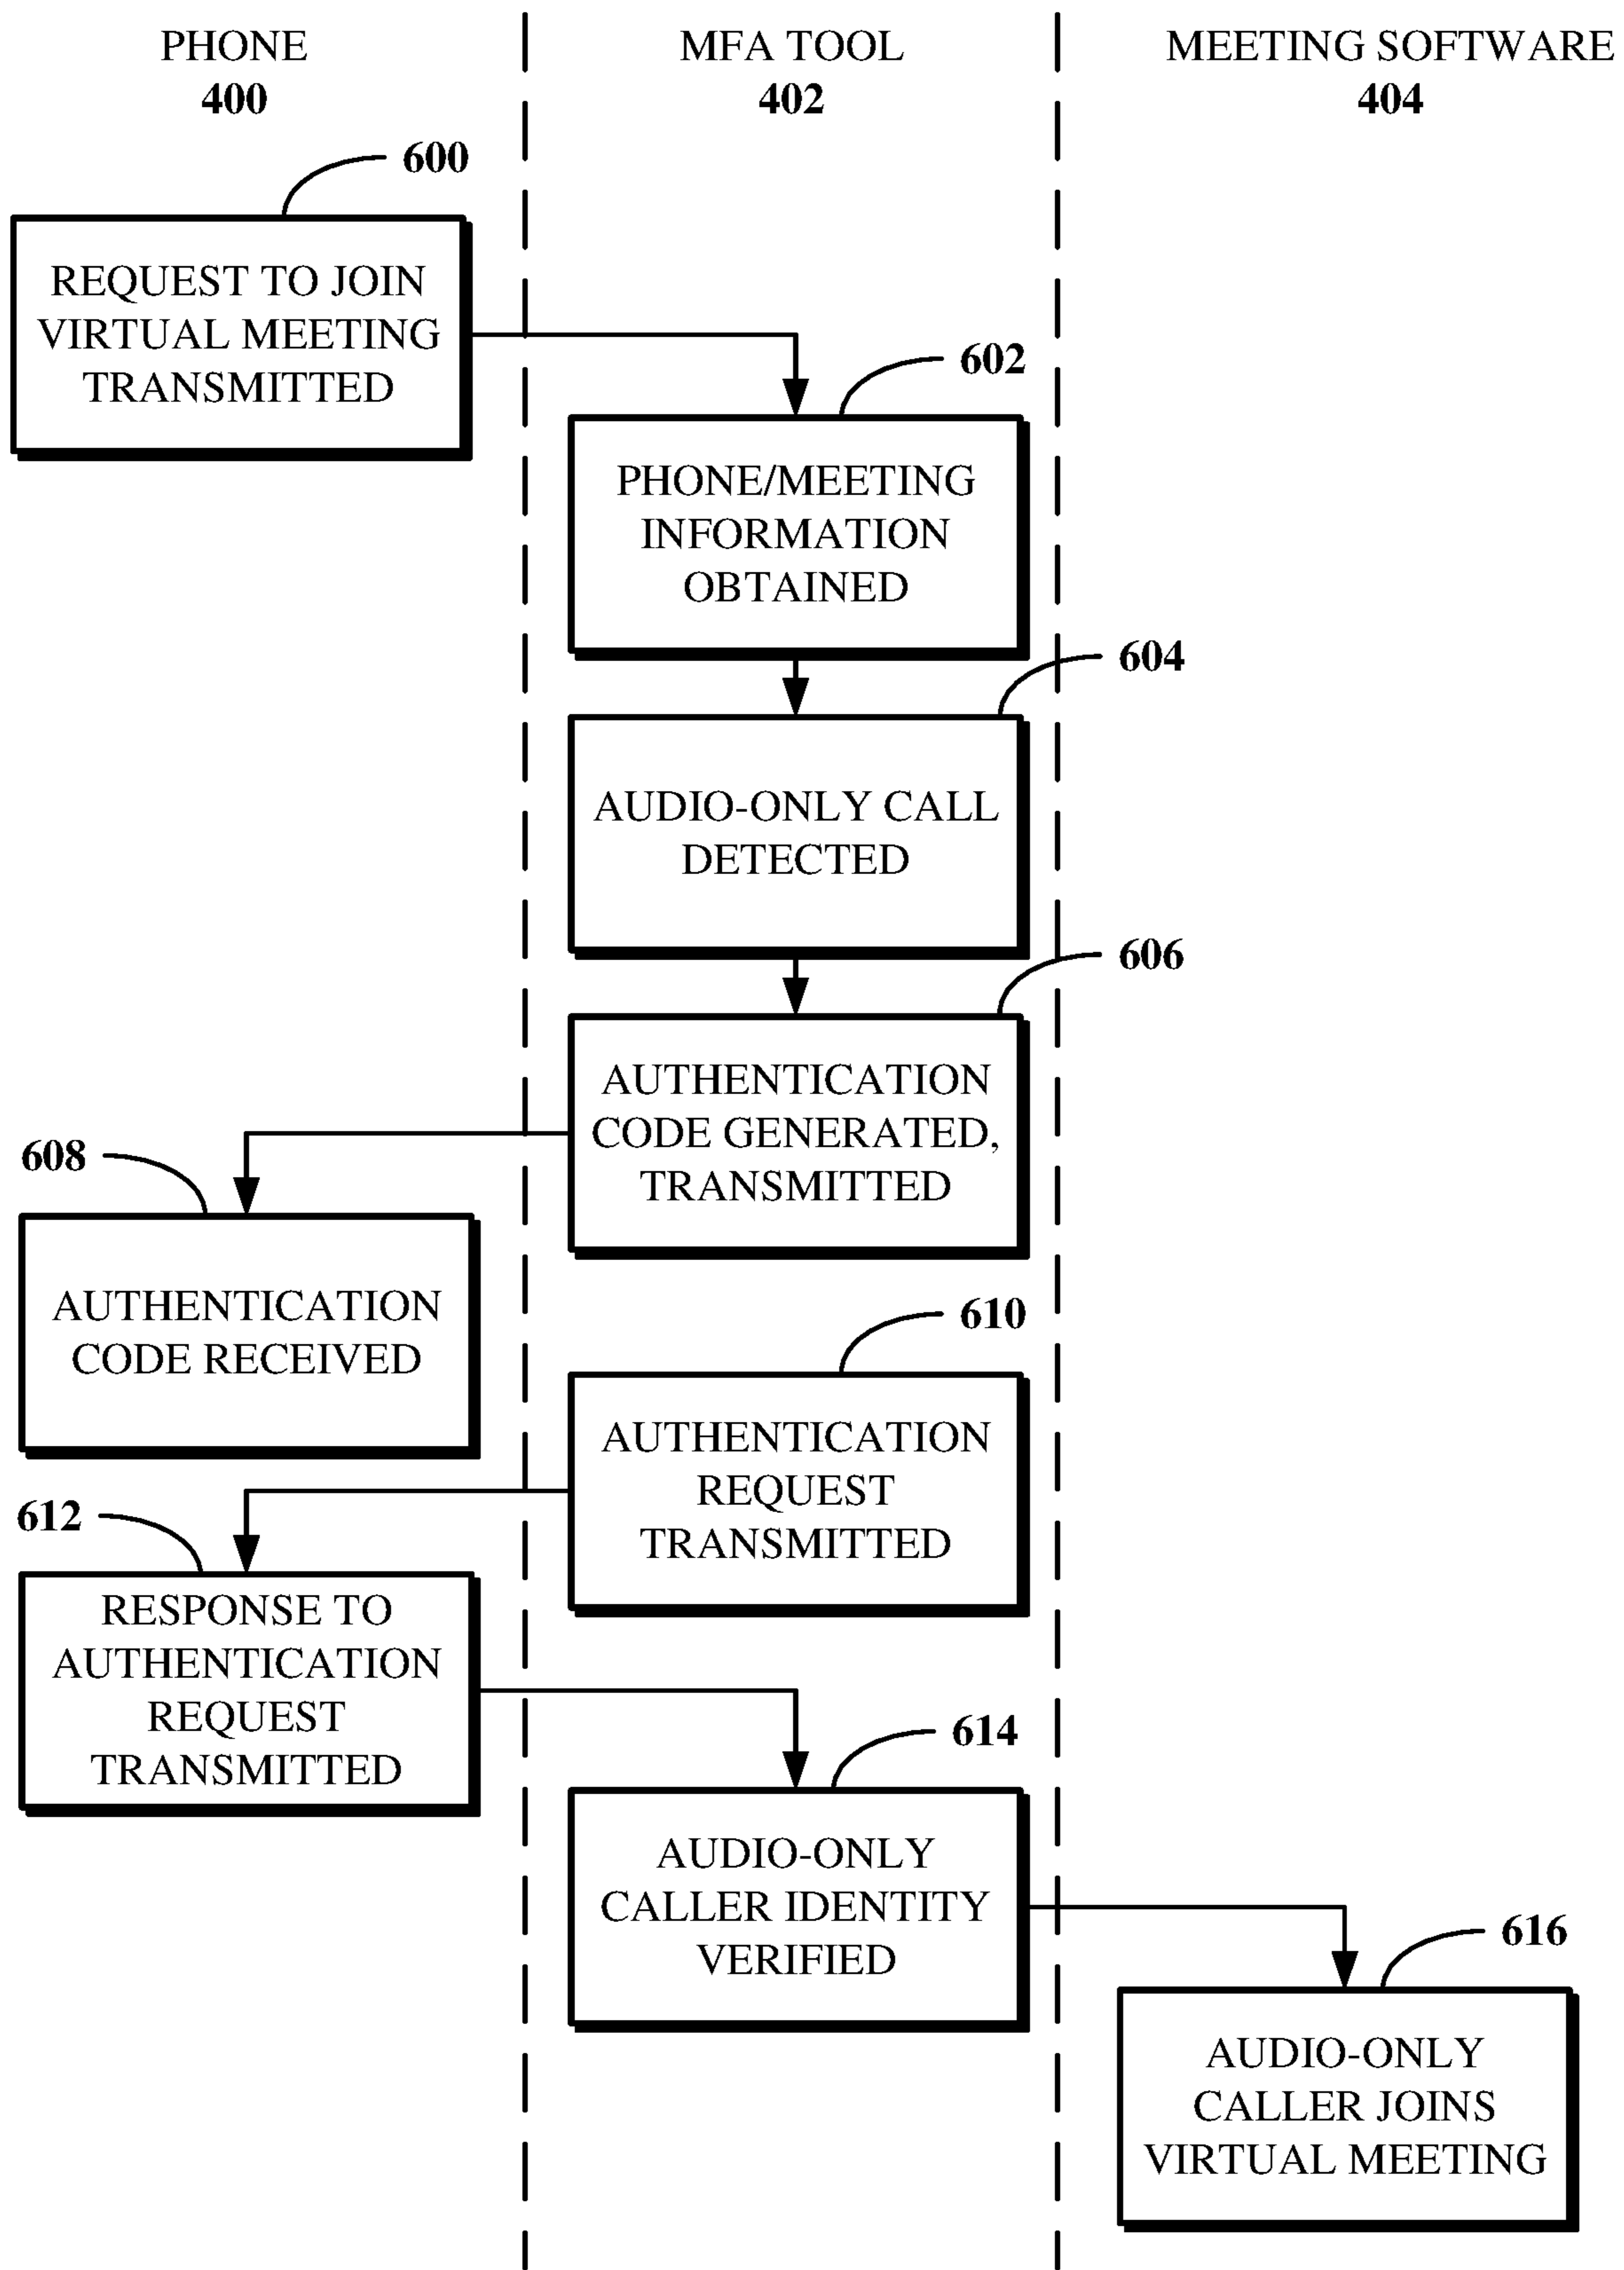 PHONE
400
MFA TOOL
402
MEETING SOFTWARE
404
600
REQUEST TO JOIN
VIRTUAL MEETING
TRANSMITTED
602
PHONE/MEETING
INFORMATION
OBTAINED
604
AUDIO-ONLY CALL
DETECTED
606
AUTHENTICATION
CODE GENERATED,
TRANSMITTED
608
AUTHENTICATION
CODE RECEIVED
610
AUTHENTICATION
REQUEST
TRANSMITTED
612
RESPONSE TO
AUTHENTICATION
REQUEST
TRANSMITTED
614
AUDIO-ONLY
CALLER IDENTITY
VERIFIED
616
AUDIO-ONLY
CALLER JOINS
VIRTUAL MEETING